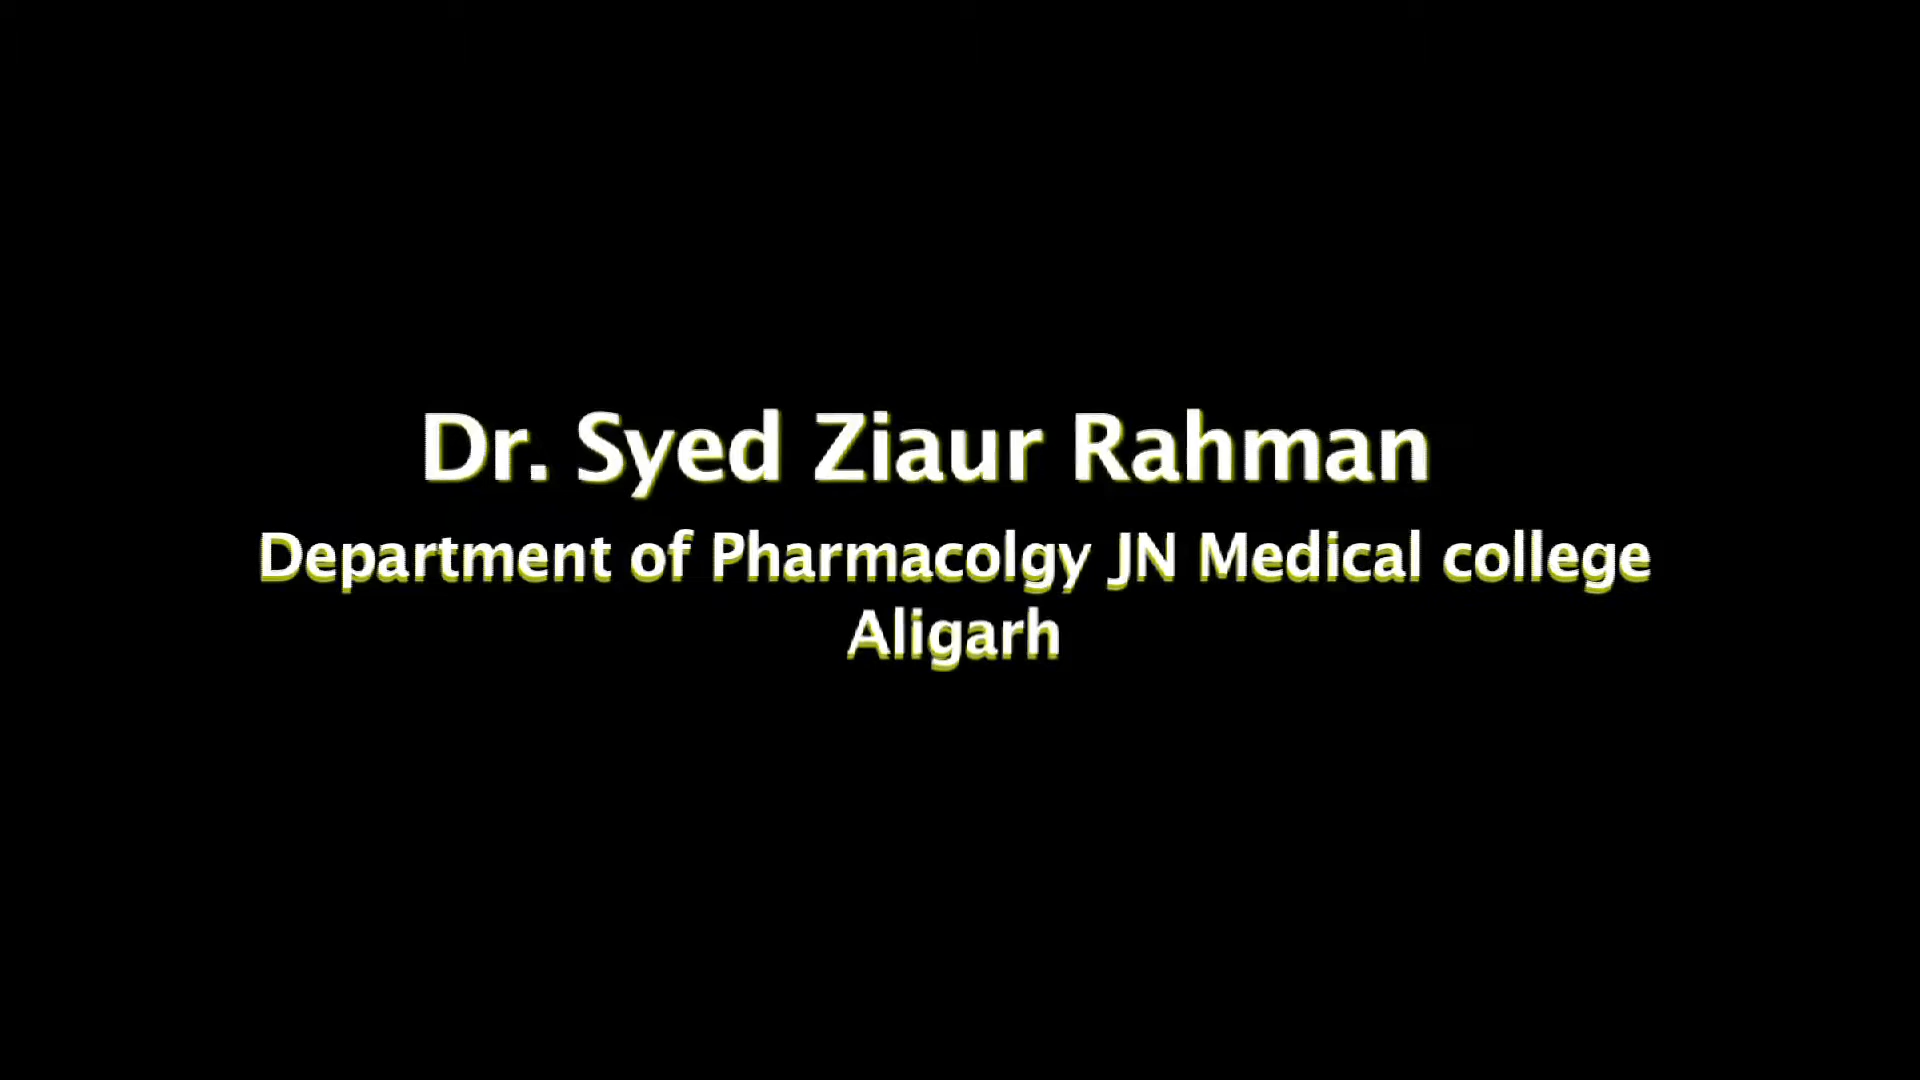 Dr. Syed Ziaur Rahman
Department of Pharmacolgy JN Medical college
Aligarh